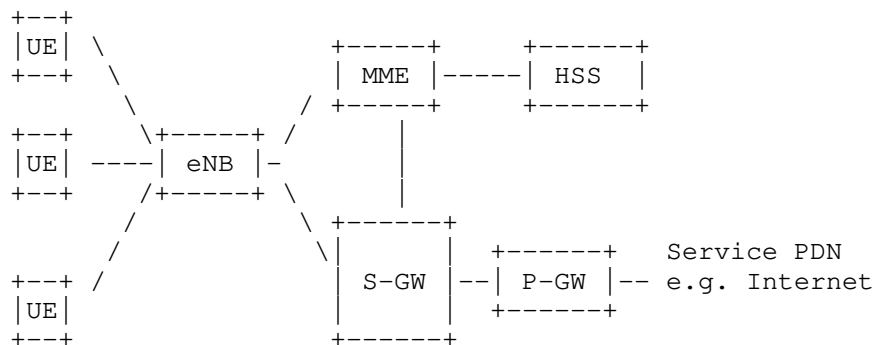 UE
MME HSS
UE eNB
Service PDN
S-GW P-GW e.g. Internet
UE